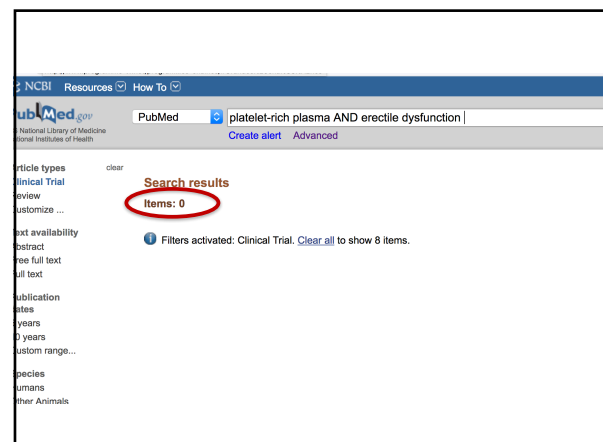 NCBI Resources How To
PubMed.gov
National Library of Medicine
Institutes of Health
PubMed
platelet-rich plasma AND erectile dysfunction
Create alert Advanced
clear
Clinical Trial
Search results
Items: 0
Filters activated: Clinical Trial. Clear all to show 8 items.
rticle types
eview
ustomize ...
ext availability
bstract
ree full text
ull text
ublication
ates
years
0 years
ustom range...
pecies
umans
ther Animals